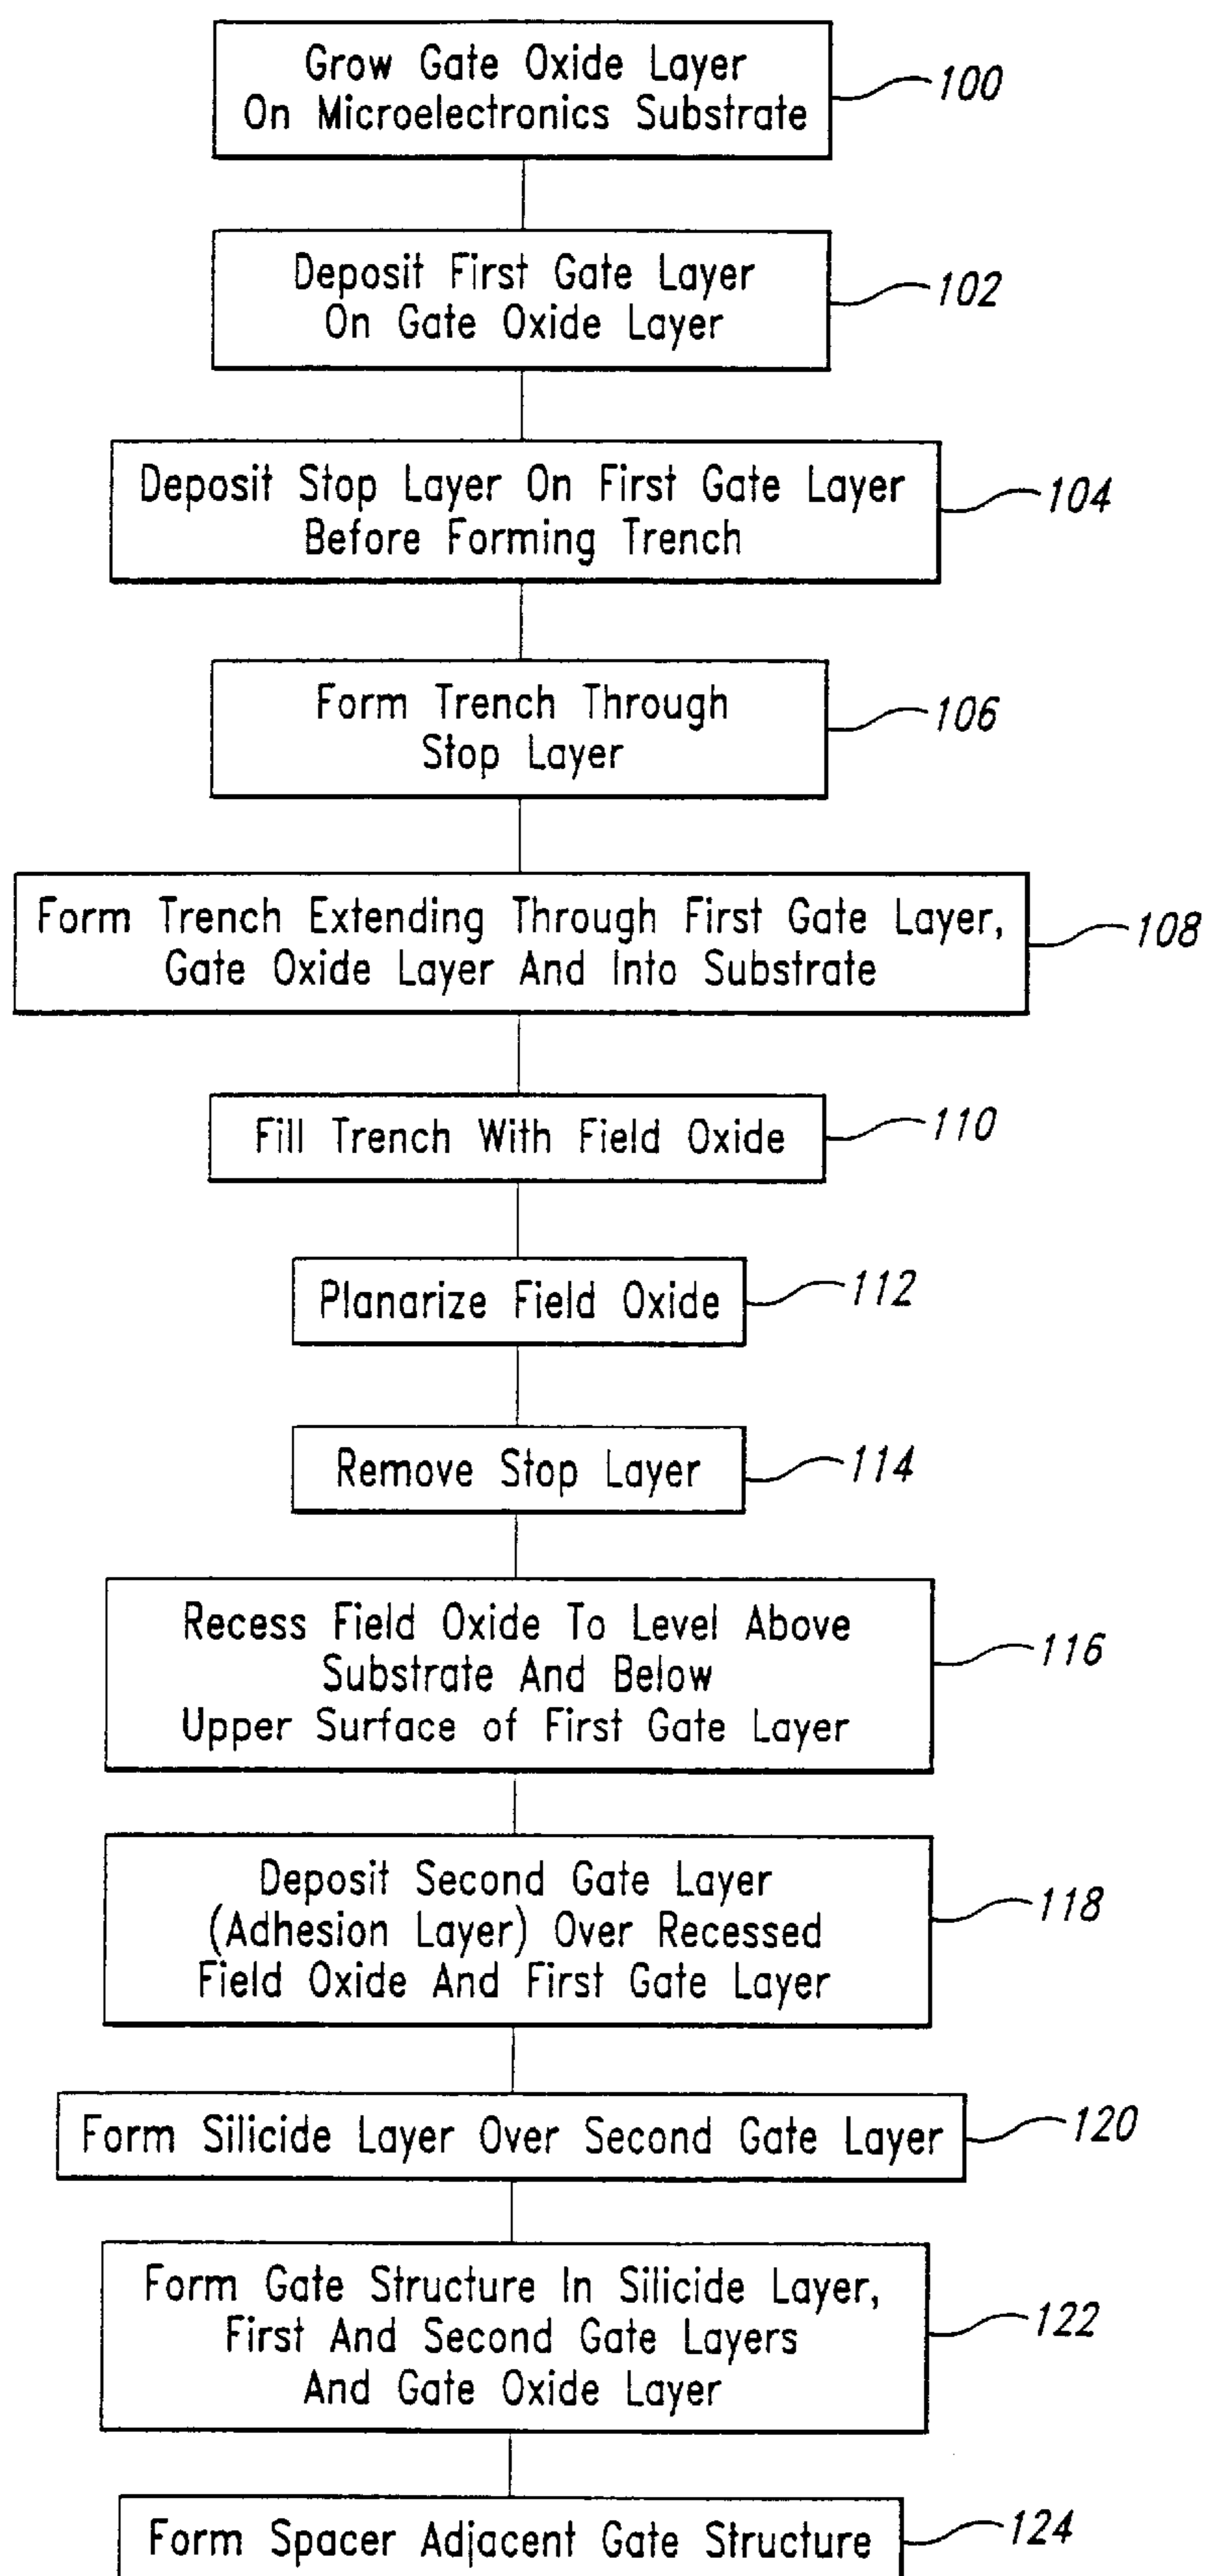 Grow Gate Oxide Layer
On Microelectronics Substrate
100
Deposit First Gate Layer
On Gate Oxide Layer
102
Deposit Stop Layer On First Gate Layer
Before Forming Trench
104
Form Trench Through
Stop Layer
106
Form Trench Extending Through First Gate Layer,
Gate Oxide Layer And Into Substrate
108
Fill Trench With Field Oxide
110
Planarize Field Oxide
112
Remove Stop Layer
114
Recess Field Oxide To Level Above
Substrate And Below
Upper Surface of First Gate Layer
116
Deposit Second Gate Layer
(Adhesion Layer) Over Recessed
Field Oxide And First Gate Layer
118
Form Silicide Layer Over Second Gate Layer
120
Form Gate Structure In Silicide Layer,
First And Second Gate Layers
And Gate Oxide Layer
122
Form Spacer Adjacent Gate Structure
124